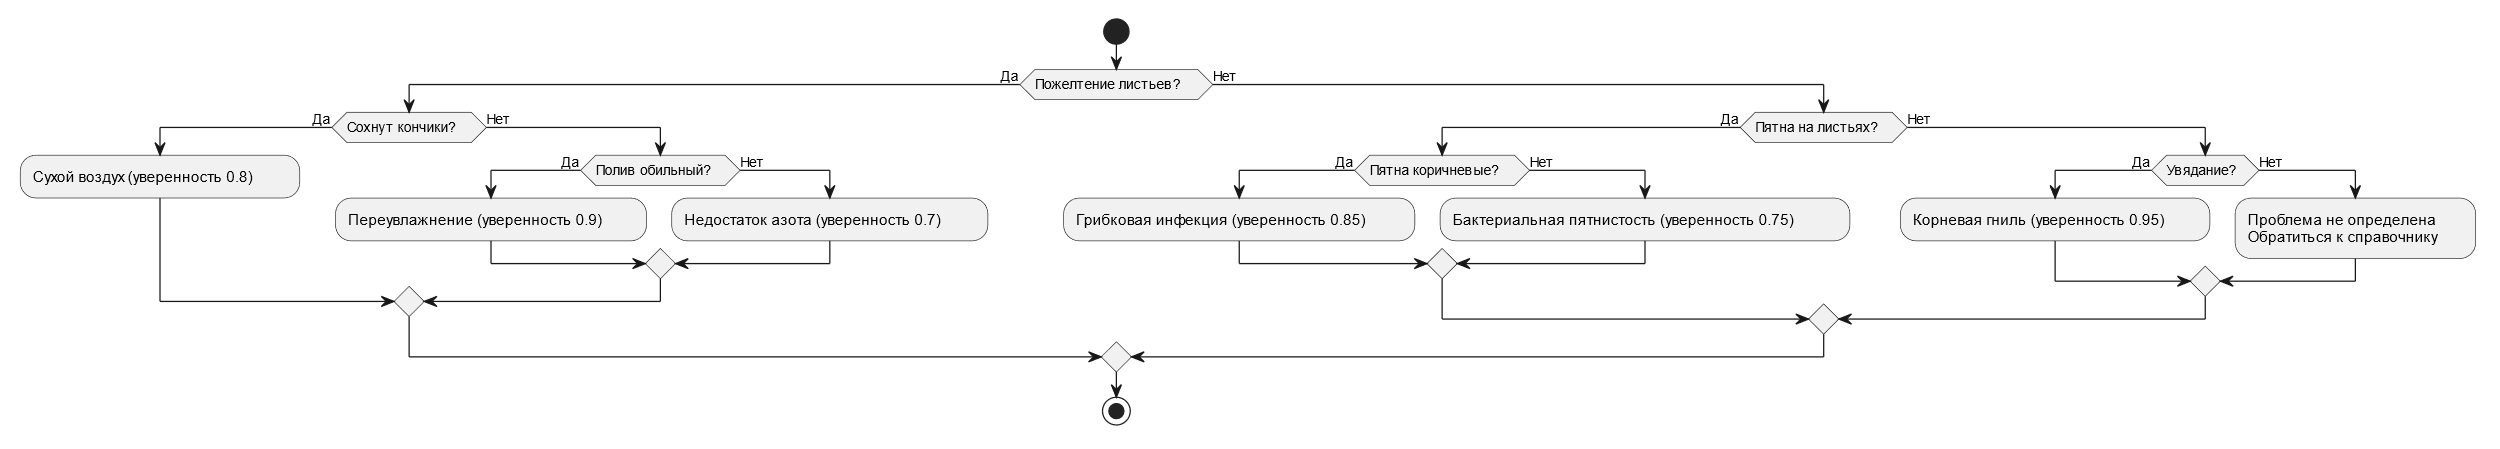 Пожелтение листьев?
Да
Нет
Сохнут кончики?
Да
Нет
Пятна на листьях?
Да
Нет
Сухой воздух (уверенность 0.8)
Полив обильный?
Да
Нет
Пятна коричневые?
Да
Нет
Увядание?
Да
Нет
Переувлажнение (уверенность 0.9)
Недостаток азота (уверенность 0.7)
Грибковая инфекция (уверенность 0.85)
Бактериальная пятнистость (уверенность 0.75)
Корневая гниль (уверенность 0.95)
Проблема не определена
Обратиться к справочнику